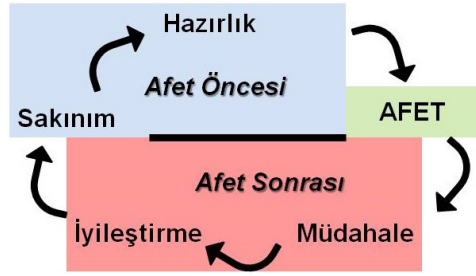 Hazırlık
Afet Öncesi
Sakınım
AFET
Afet Sonrası
İyileştirme
Müdahale